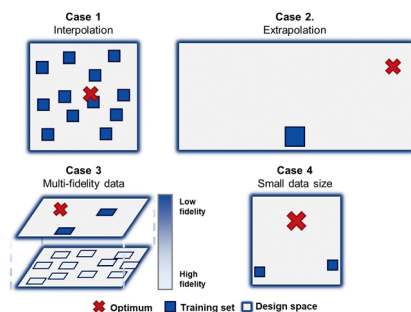 Case 1
Interpolation
Case 2.
Extrapolation
Case 3
Multi-fidelity data
Low
fidelity
High
fidelity
Case 4
Small data size
Optimum Training set Design space